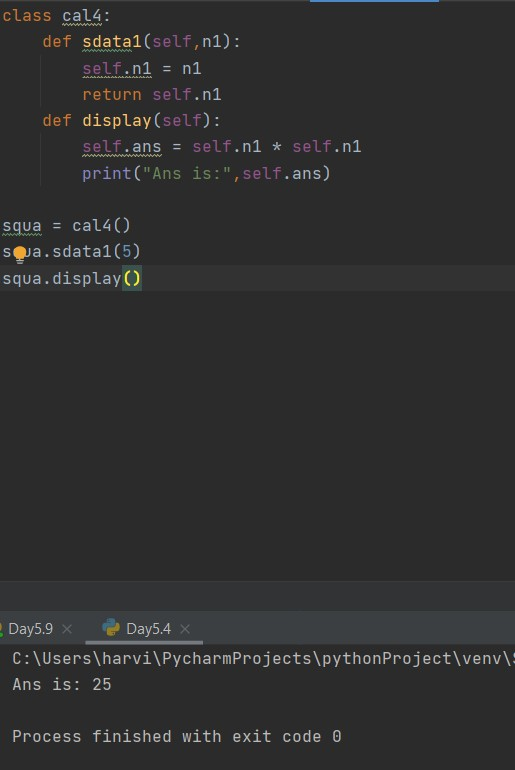 class cal4:
    def sdata1(self,n1):
        self.n1 = n1
        return self.n1
    def display(self):
        self.ans = self.n1 * self.n1
        print("Ans is:",self.ans)

squa = cal4()
squa.sdata1(5)
squa.display()
Day5.9 Day5.4
C:\Users\harvi\PycharmProjects\pythonProject\venv\
Ans is: 25

Process finished with exit code 0